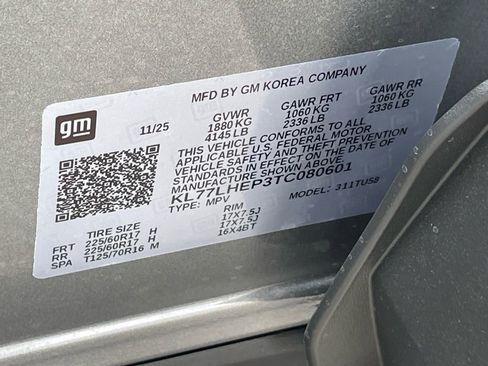 MFD BY GM KOREA COMPANY
gm
11/25
GVWR GAWR FRT GAWR RR
1880 KG 1060 KG 1060 KG
4145 LB 2336 LB 2336 LB
THIS VEHICLE CONFORMS TO ALL
APPLICABLE U.S. FEDERAL MOTOR
VEHICLE SAFETY AND THEFT PREVENTION
STANDARDS IN EFFECT ON THE DATE OF
MANUFACTURE SHOWN ABOVE.
KL77LHEP3TC080601
TYPE: MPV MODEL: 311TUS8
TIRE SIZE RIM
FRT 225/60R17 H 17X7.5J
RR 225/60R17 H 17X7.5J
SPA T125/70R16 M 16X4BT